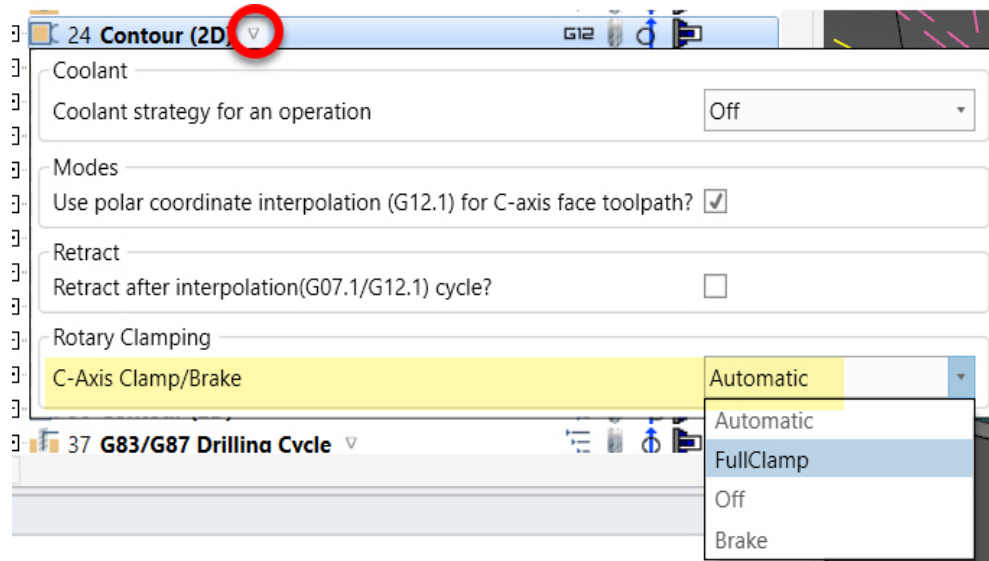 24 Contour (2D) G12
Coolant
Coolant strategy for an operation Off
Modes
Use polar coordinate interpolation (G12.1) for C-axis face toolpath?
Retract
Retract after interpolation(G07.1/G12.1) cycle?
Rotary Clamping
C-Axis Clamp/Brake Automatic
Automatic
37 G83/G87 Drilling Cycle
FullClamp
Off
Brake